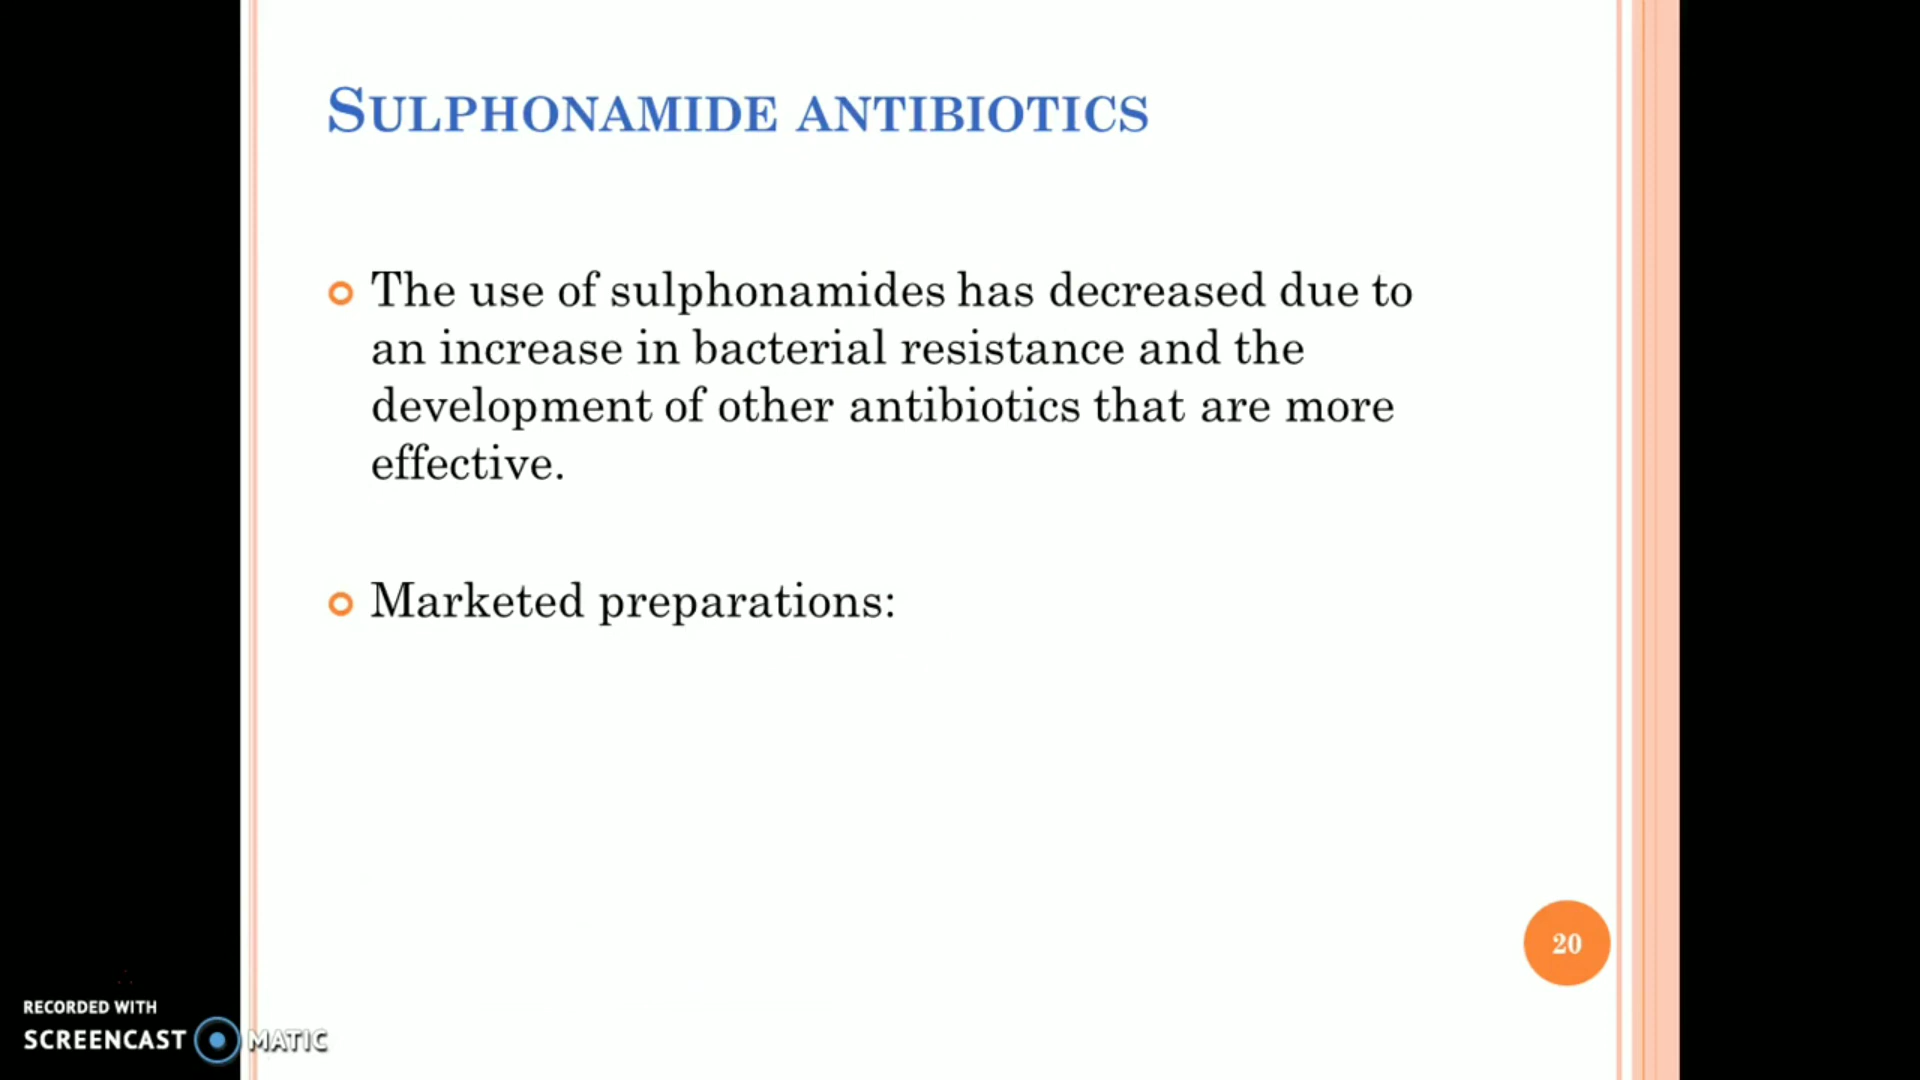 SULPHONAMIDE ANTIBIOTICS
The use of sulphonamides has decreased due to
an increase in bacterial resistance and the
development of other antibiotics that are more
effective.
Marketed preparations:
20
RECORDED WITH
SCREENCAST MATIC